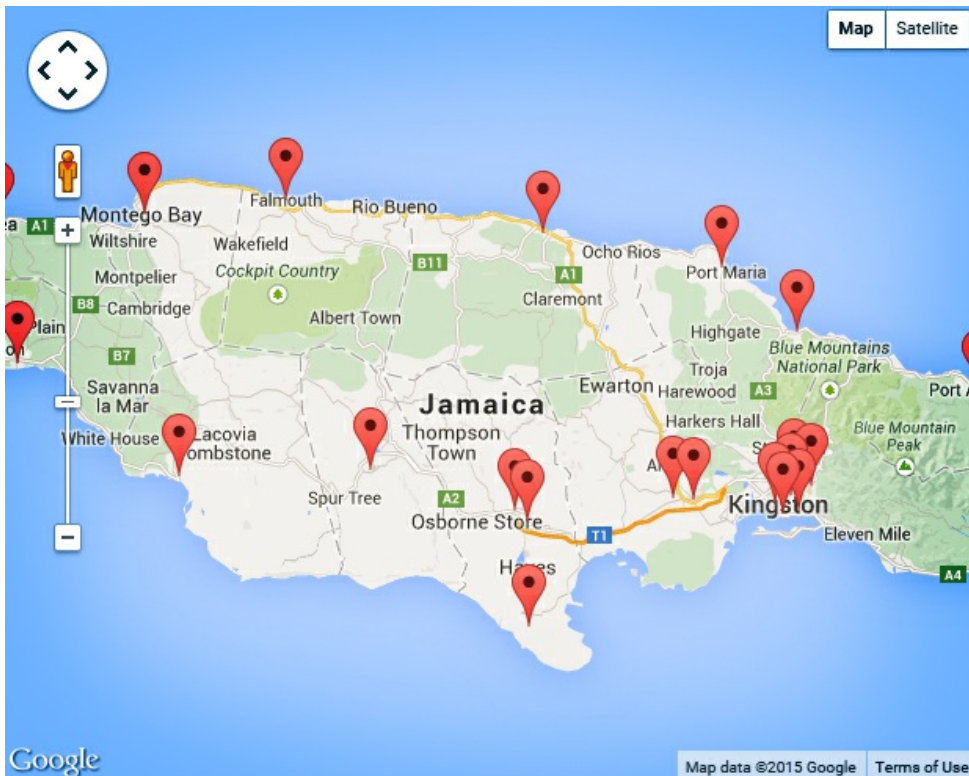 Map Satellite
Falmouth
Rio Bueno
Montego Bay
A1
Wiltshire
Wakefield
Ocho Rios
Montpelier
Cockpit Country
B11
A1
Port Maria
B8
Cambridge
Albert Town
Claremont
Plain
Highgate
B7
Blue Mountains
National Park
Troja
Savanna
la Mar
Ewarton
Harewood
A3
Jamaica
Harkers Hall
White House
Lacovia
Thompson
Town
Blue Mountain
Peak
Spur Tree
A2
Kingston
Osborne Store
T1
Eleven Mile
A4
Google
Map data ©2015 Google Terms of Use